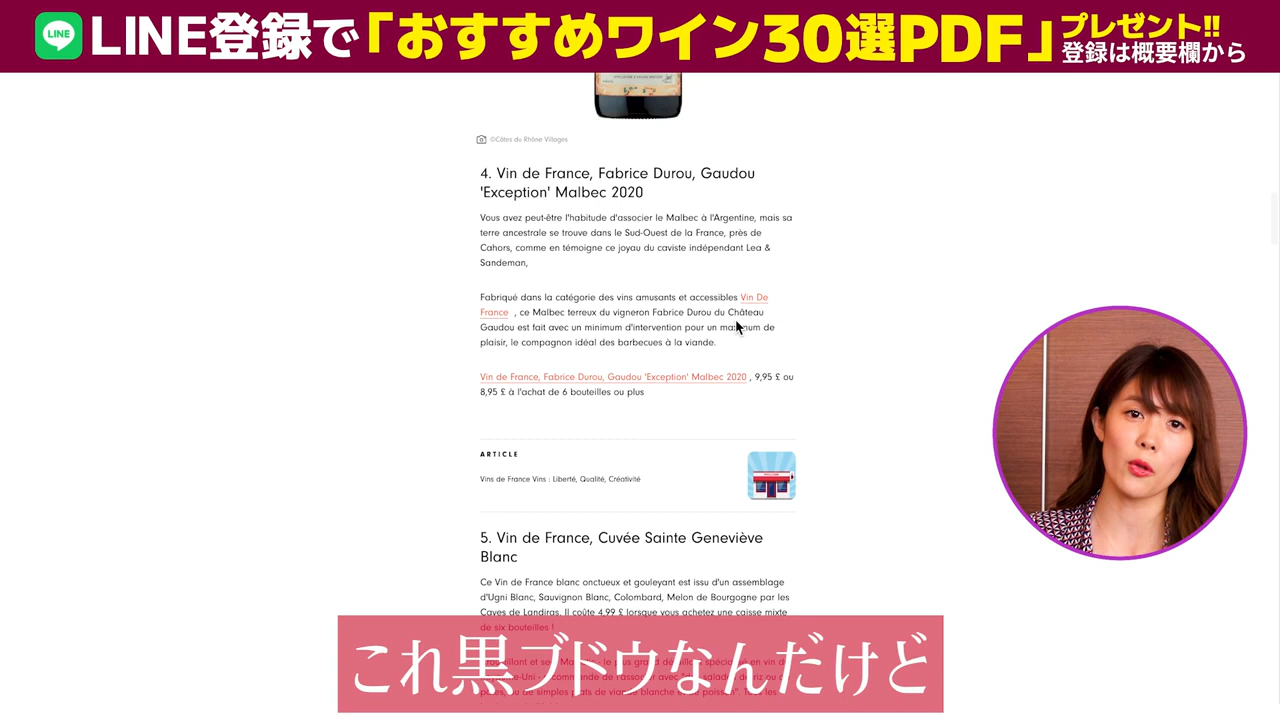 LINE
LINE登録で「おすすめワイン30選PDF」プレゼント!!
登録は概要欄から
©Côtes du Rhône Villages
4. Vin de France, Fabrice Durou, Gaudou
'Exception' Malbec 2020
Vous avez peut-être l'habitude d'associer le Malbec à l'Argentine, mais sa
terre ancestrale se trouve dans le Sud-Ouest de la France, près de
Cahors, comme en témoigne ce joyau du caviste indépendant Lea &
Sandeman,
Fabriqué dans la catégorie des vins amusants et accessibles Vin De
France , ce Malbec terreux du vigneron Fabrice Durou du Château
Gaudou est fait avec un minimum d'intervention pour un maximum de
plaisir, le compagnon idéal des barbecues à la viande.
Vin de France, Fabrice Durou, Gaudou 'Exception' Malbec 2020 , 9,95 £ ou
8,95 £ à l'achat de 6 bouteilles ou plus
ARTICLE
Vins de France Vins : Liberté, Qualité, Créativité
5. Vin de France, Cuvée Sainte Geneviève
Blanc
Ce Vin de France blanc onctueux et gouleyant est issu d'un assemblage
d'Ugni Blanc, Sauvignon Blanc, Colombard, Melon de Bourgogne par les
Caves de Landiras. Il coûte 4,99 £ lorsque vous achetez une caisse mixte
de six bouteilles !
これ黒ブドウなんだけど